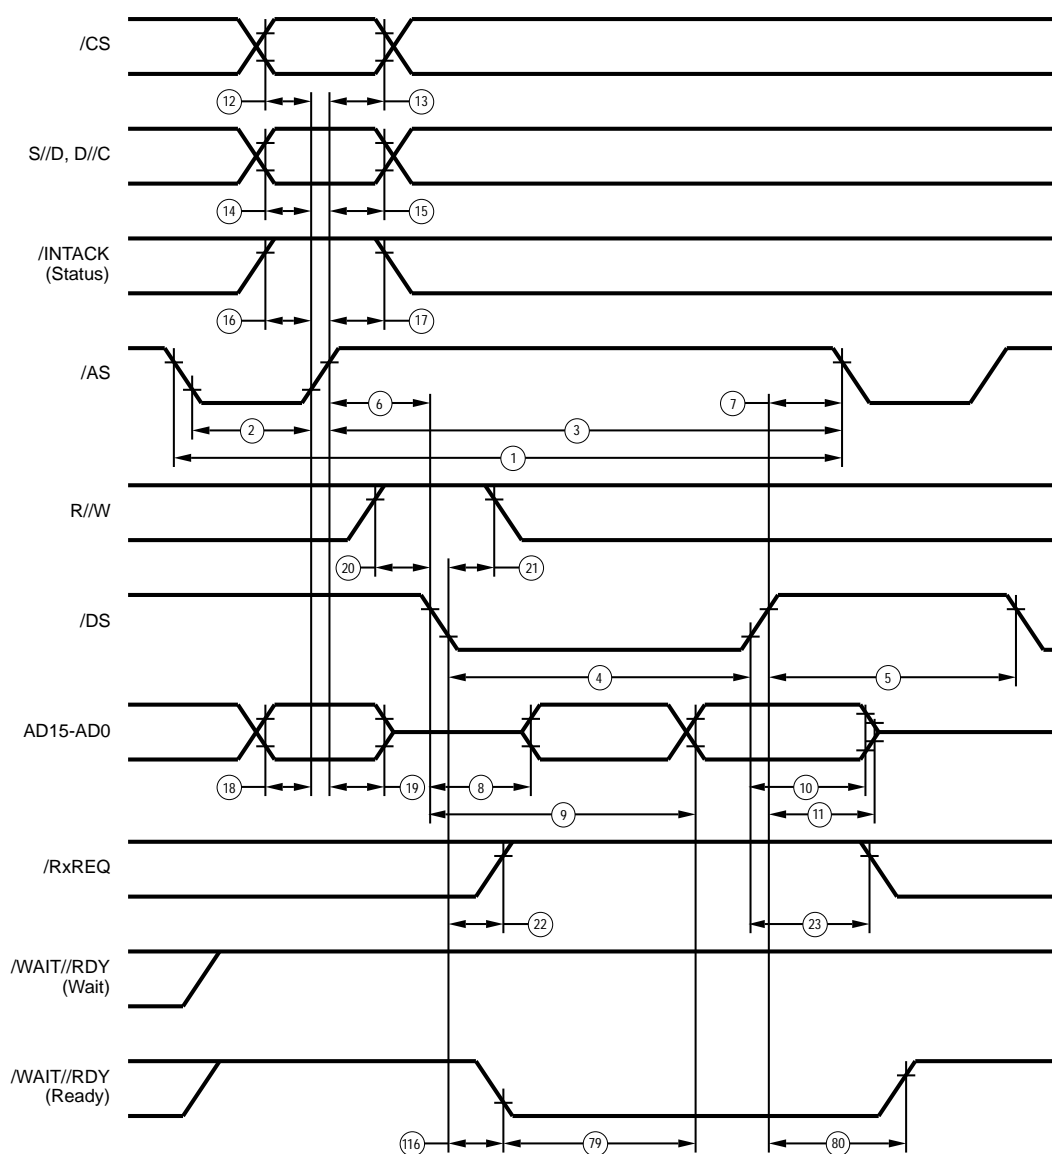 /CS
12
13
S//D, D//C
14
15
/INTACK
(Status)
16
17
/AS
6
7
2
3
1
R//W
20
21
/DS
4
5
AD15-AD0
18
19
8
10
9
11
/RxREQ
22
23
/WAIT//RDY
(Wait)
/WAIT//RDY
(Ready)
116
79
80